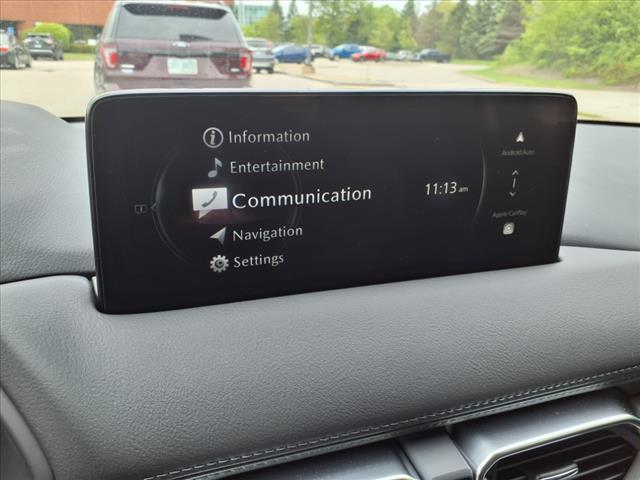 Information
Entertainment
Communication
Navigation
Settings
11:13 am
Android Auto
Apple CarPlay